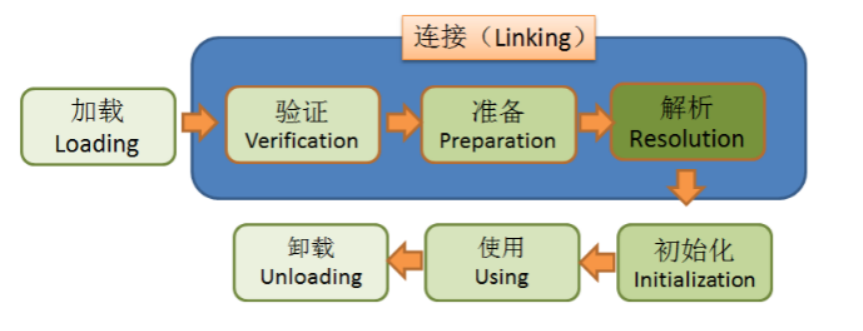 连接（Linking）
加载
Loading
验证
Verification
准备
Preparation
解析
Resolution
初始化
Initialization
使用
Using
卸载
Unloading